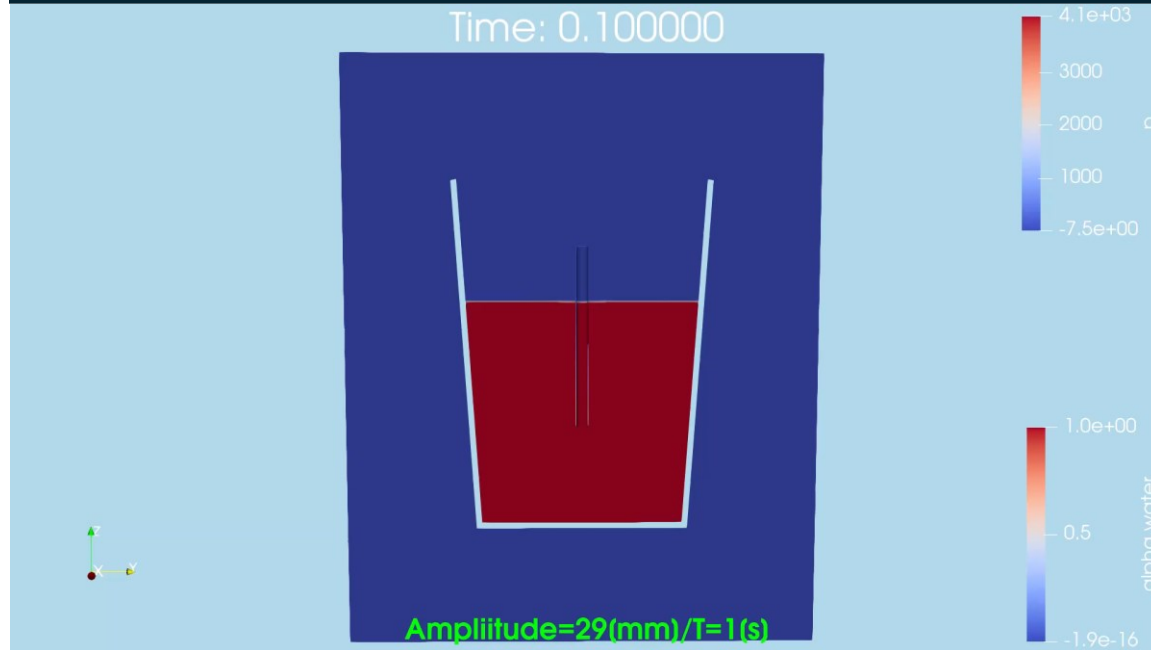 Time: 0.100000
4.1e+03
3000
2000
1000
-7.5e+00
1.0e+00
0.5
alpha.water
-1.9e-16
Z
X
Y
Ampliitude=29(mm)/T=1(s)